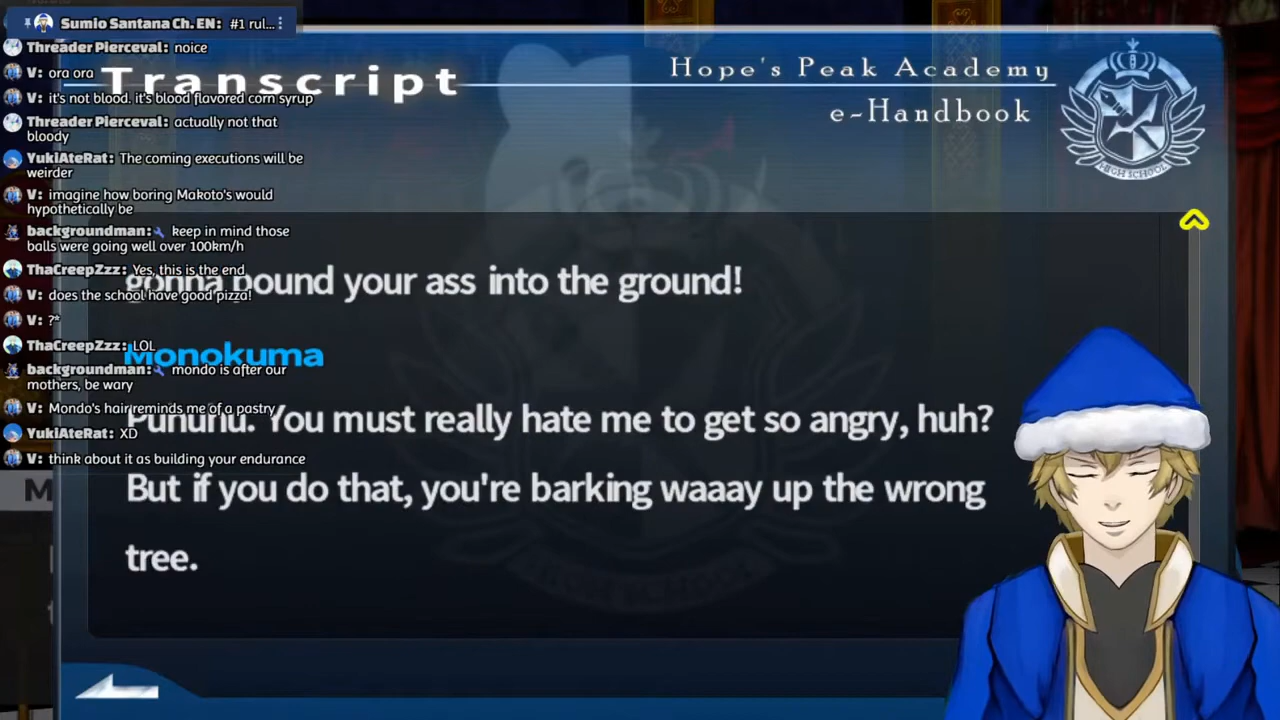 Sumio Santana Ch. EN: #1 rul...
Threader Pierceval: noice
V: ora ora
V: it's not blood. it's blood flavored corn syrup
Threader Pierceval: actually not that
bloody
YukiAteRat: The coming executions will be
weirder
V: imagine how boring Makoto's would
hypothetically be
backgroundman: keep in mind those
balls were going well over 100km/h
ThaCreepZzz: Yes, this is the end
V: does the school have good pizza!
V: ?*
ThaCreepZzz: LOL
backgroundman: mondo is after our
mothers, be wary
V: Mondo's hair reminds me of a pastry
YukiAteRat: XD
V: think about it as building your endurance
Transcript
Hope's Peak Academy
e-Handbook
HIGH SCHOOL
gonna pound your ass into the ground!
Monokuma
Puhuhu. You must really hate me to get so angry, huh?
But if you do that, you're barking waaay up the wrong
tree.
M